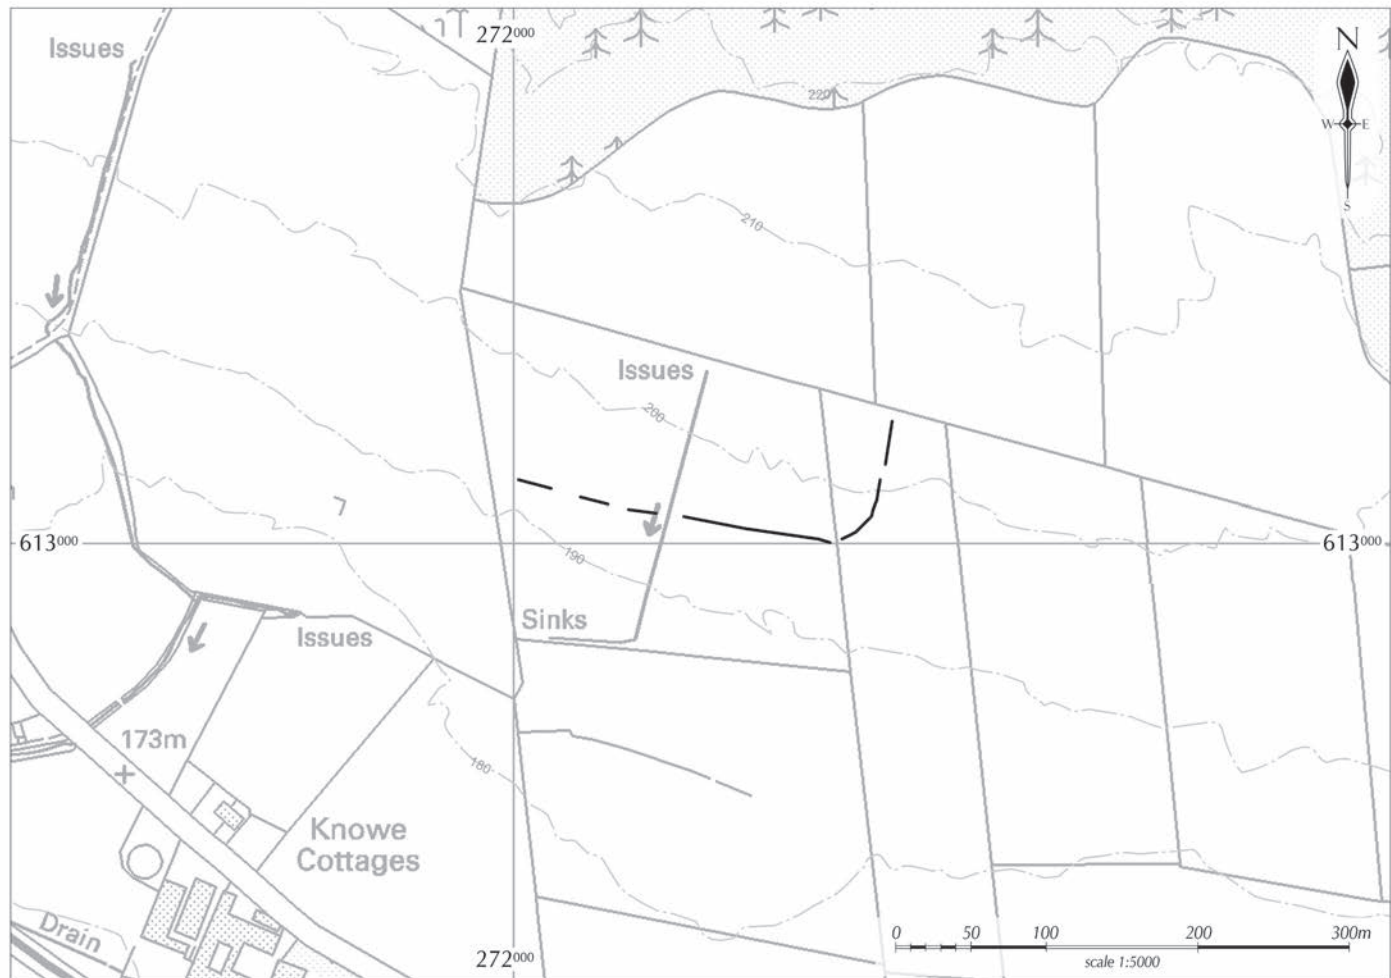 Issues
272000
N
220
W E
S
210
Issues
200
613000
613000
190
Sinks
Issues
173m
180
Knowe
Cottages
Drain
272000
0 50 100 200 300m
scale 1:5000